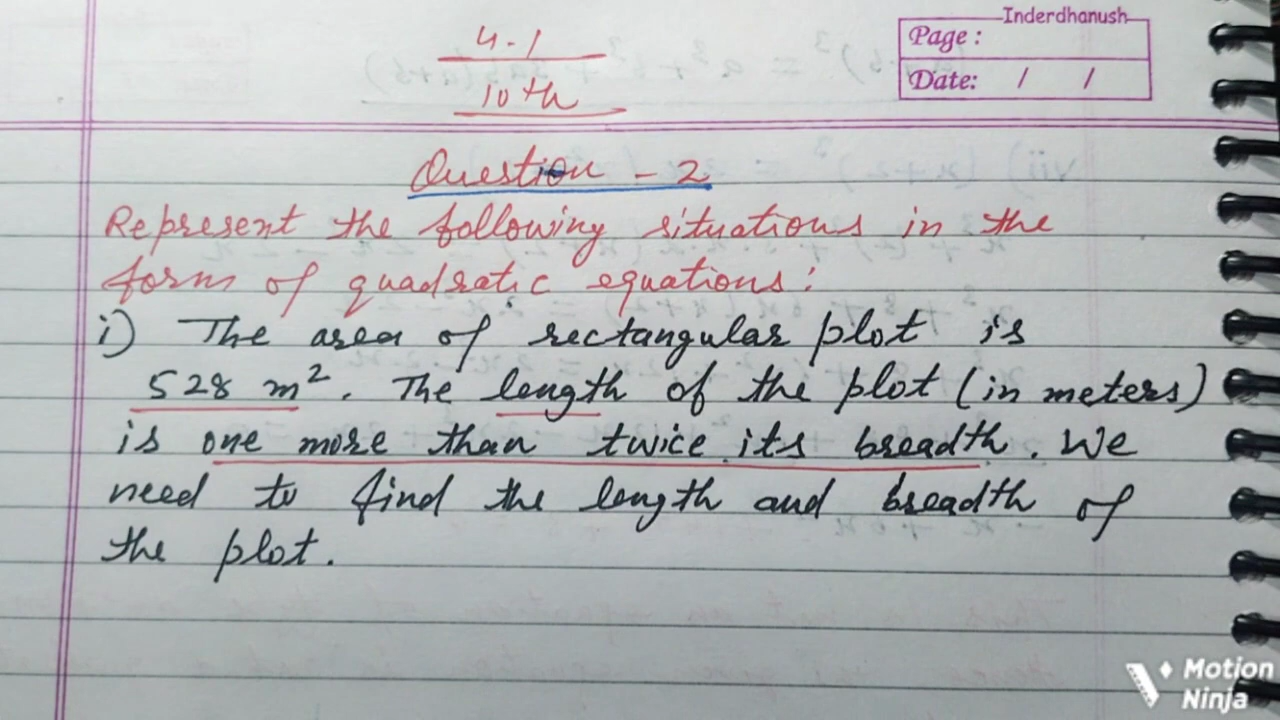 4.1
10th
Inderdhanush
Page:
Date: / /
Question - 2
Represent the following situations in the
form of quadratic equations:
i) The area of rectangular plot is
528 m². The length of the plot (in meters)
is one more than twice its breadth. We
need to find the length and breadth of
the plot.
Motion
Ninja